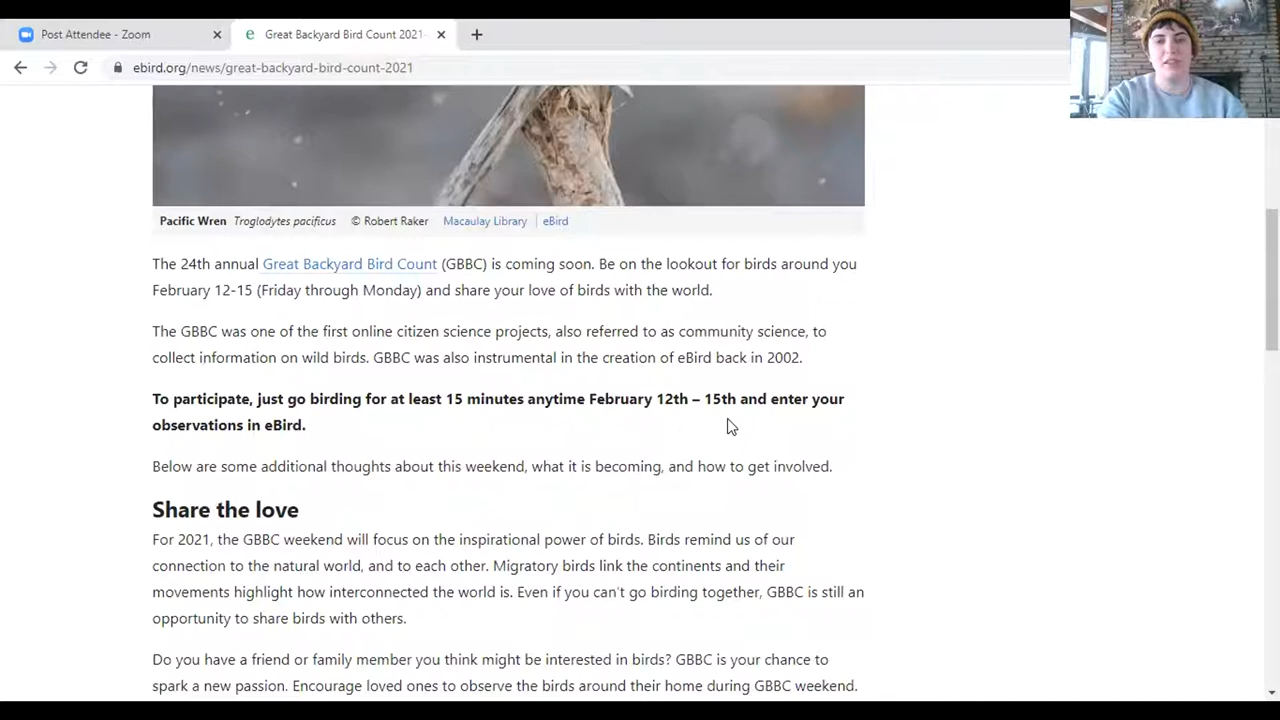 Post Attendee - Zoom
Great Backyard Bird Count 2021-
ebird.org/news/great-backyard-bird-count-2021
Pacific Wren Troglodytes pacificus © Robert Raker Macaulay Library eBird
The 24th annual Great Backyard Bird Count (GBBC) is coming soon. Be on the lookout for birds around you
February 12-15 (Friday through Monday) and share your love of birds with the world.
The GBBC was one of the first online citizen science projects, also referred to as community science, to
collect information on wild birds. GBBC was also instrumental in the creation of eBird back in 2002.
To participate, just go birding for at least 15 minutes anytime February 12th – 15th and enter your
observations in eBird.
Below are some additional thoughts about this weekend, what it is becoming, and how to get involved.
Share the love
For 2021, the GBBC weekend will focus on the inspirational power of birds. Birds remind us of our
connection to the natural world, and to each other. Migratory birds link the continents and their
movements highlight how interconnected the world is. Even if you can't go birding together, GBBC is still an
opportunity to share birds with others.
Do you have a friend or family member you think might be interested in birds? GBBC is your chance to
spark a new passion. Encourage loved ones to observe the birds around their home during GBBC weekend.